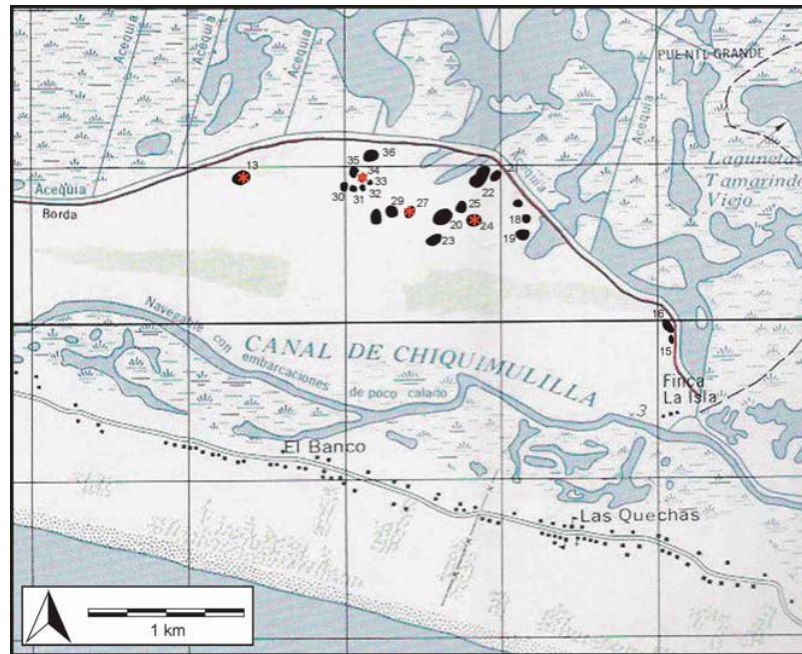 Acequia
Acequia
Acequia
Acequia
Acequia
PUENTE GRANDE
Laguneta
Tamarindo
Viejo
36
35
34
33
13
21
22
30
31
32
Acequia
Borda
29
27
25
20
24
18
19
23
16
15
Navegable con
embarcaciones
de poco calado
CANAL DE CHIQUIMULILLA
Finca
La Isla
3
El Banco
Las Quechas
1 km